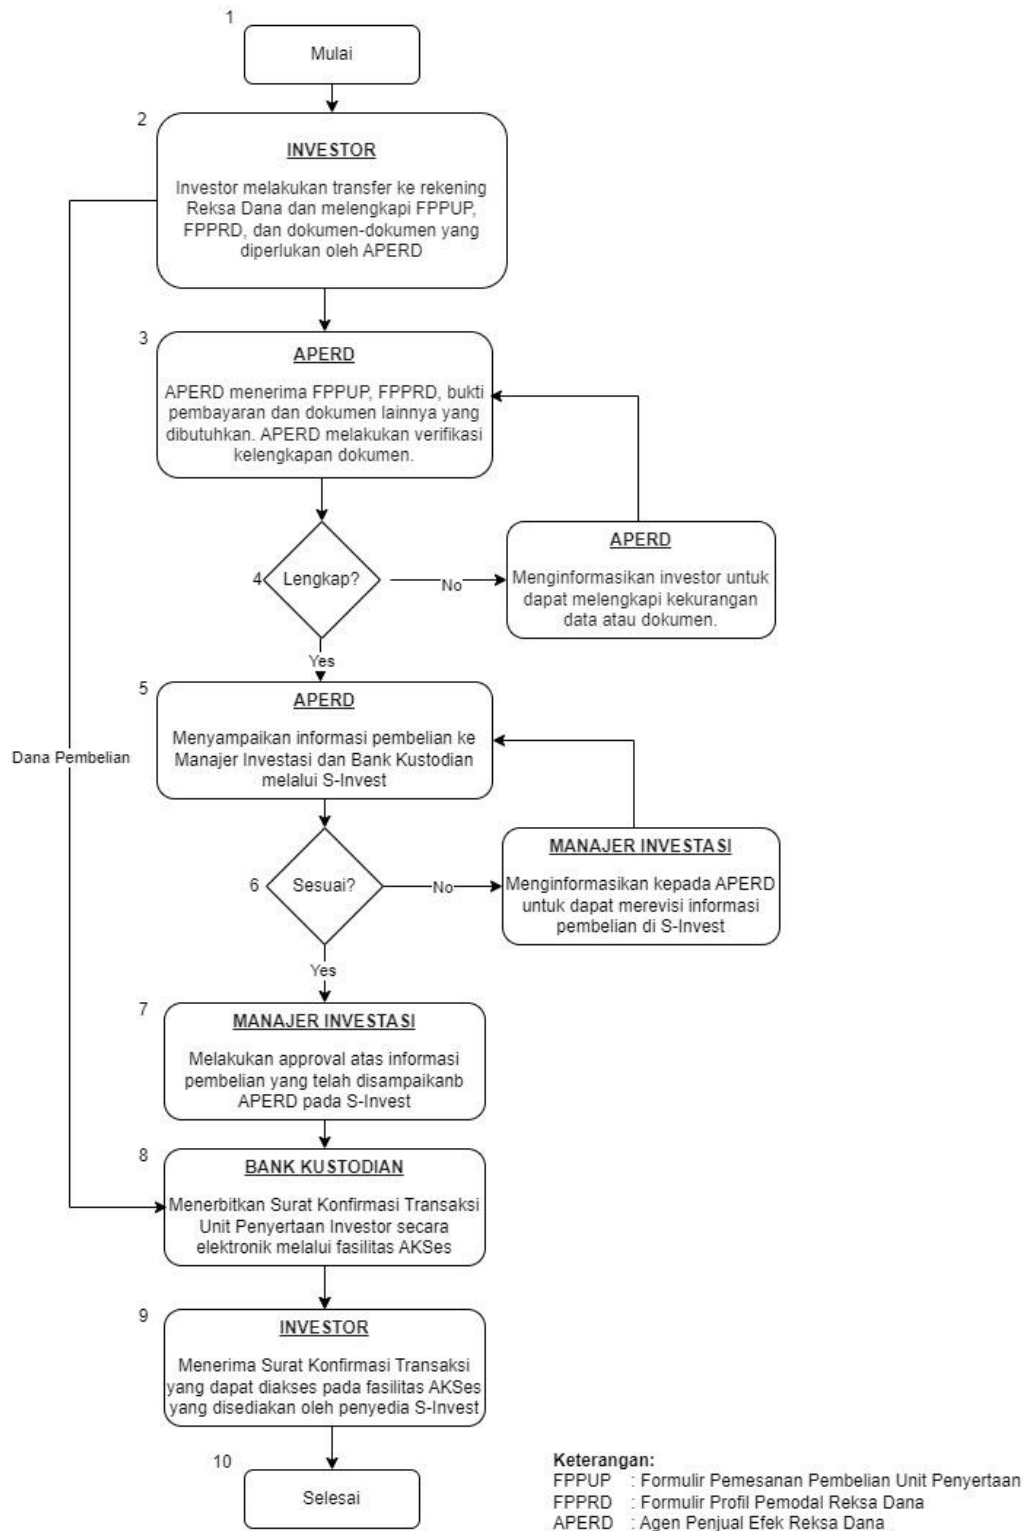 1
Mulai
2
INVESTOR
Investor melakukan transfer ke rekening
Reksa Dana dan melengkapi FPPUP,
FPPRD, dan dokumen-dokumen yang
diperlukan oleh APERD
3
APERD
APERD menerima FPPUP, FPPRD, bukti
pembayaran dan dokumen lainnya yang
dibutuhkan. APERD melakukan verifikasi
kelengkapan dokumen.
4
Lengkap?
No
APERD
Menginformasikan investor untuk
dapat melengkapi kekurangan
data atau dokumen.
Yes
5
APERD
Menyampaikan informasi pembelian ke
Manajer Investasi dan Bank Kustodian
melalui S-Invest
Dana Pembelian
6
Sesuai?
No
MANAJER INVESTASI
Menginformasikan kepada APERD
untuk dapat merevisi informasi
pembelian di S-Invest
Yes
7
MANAJER INVESTASI
Melakukan approval atas informasi
pembelian yang telah disampaikanb
APERD pada S-Invest
8
BANK KUSTODIAN
Menerbitkan Surat Konfirmasi Transaksi
Unit Penyertaan Investor secara
elektronik melalui fasilitas AKSes
9
INVESTOR
Menerima Surat Konfirmasi Transaksi
yang dapat diakses pada fasilitas AKSes
yang disediakan oleh penyedia S-Invest
10
Selesai
Keterangan:
FPPUP : Formulir Pemesanan Pembelian Unit Penyertaan
FPPRD : Formulir Profil Pemodal Reksa Dana
APERD : Agen Penjual Efek Reksa Dana